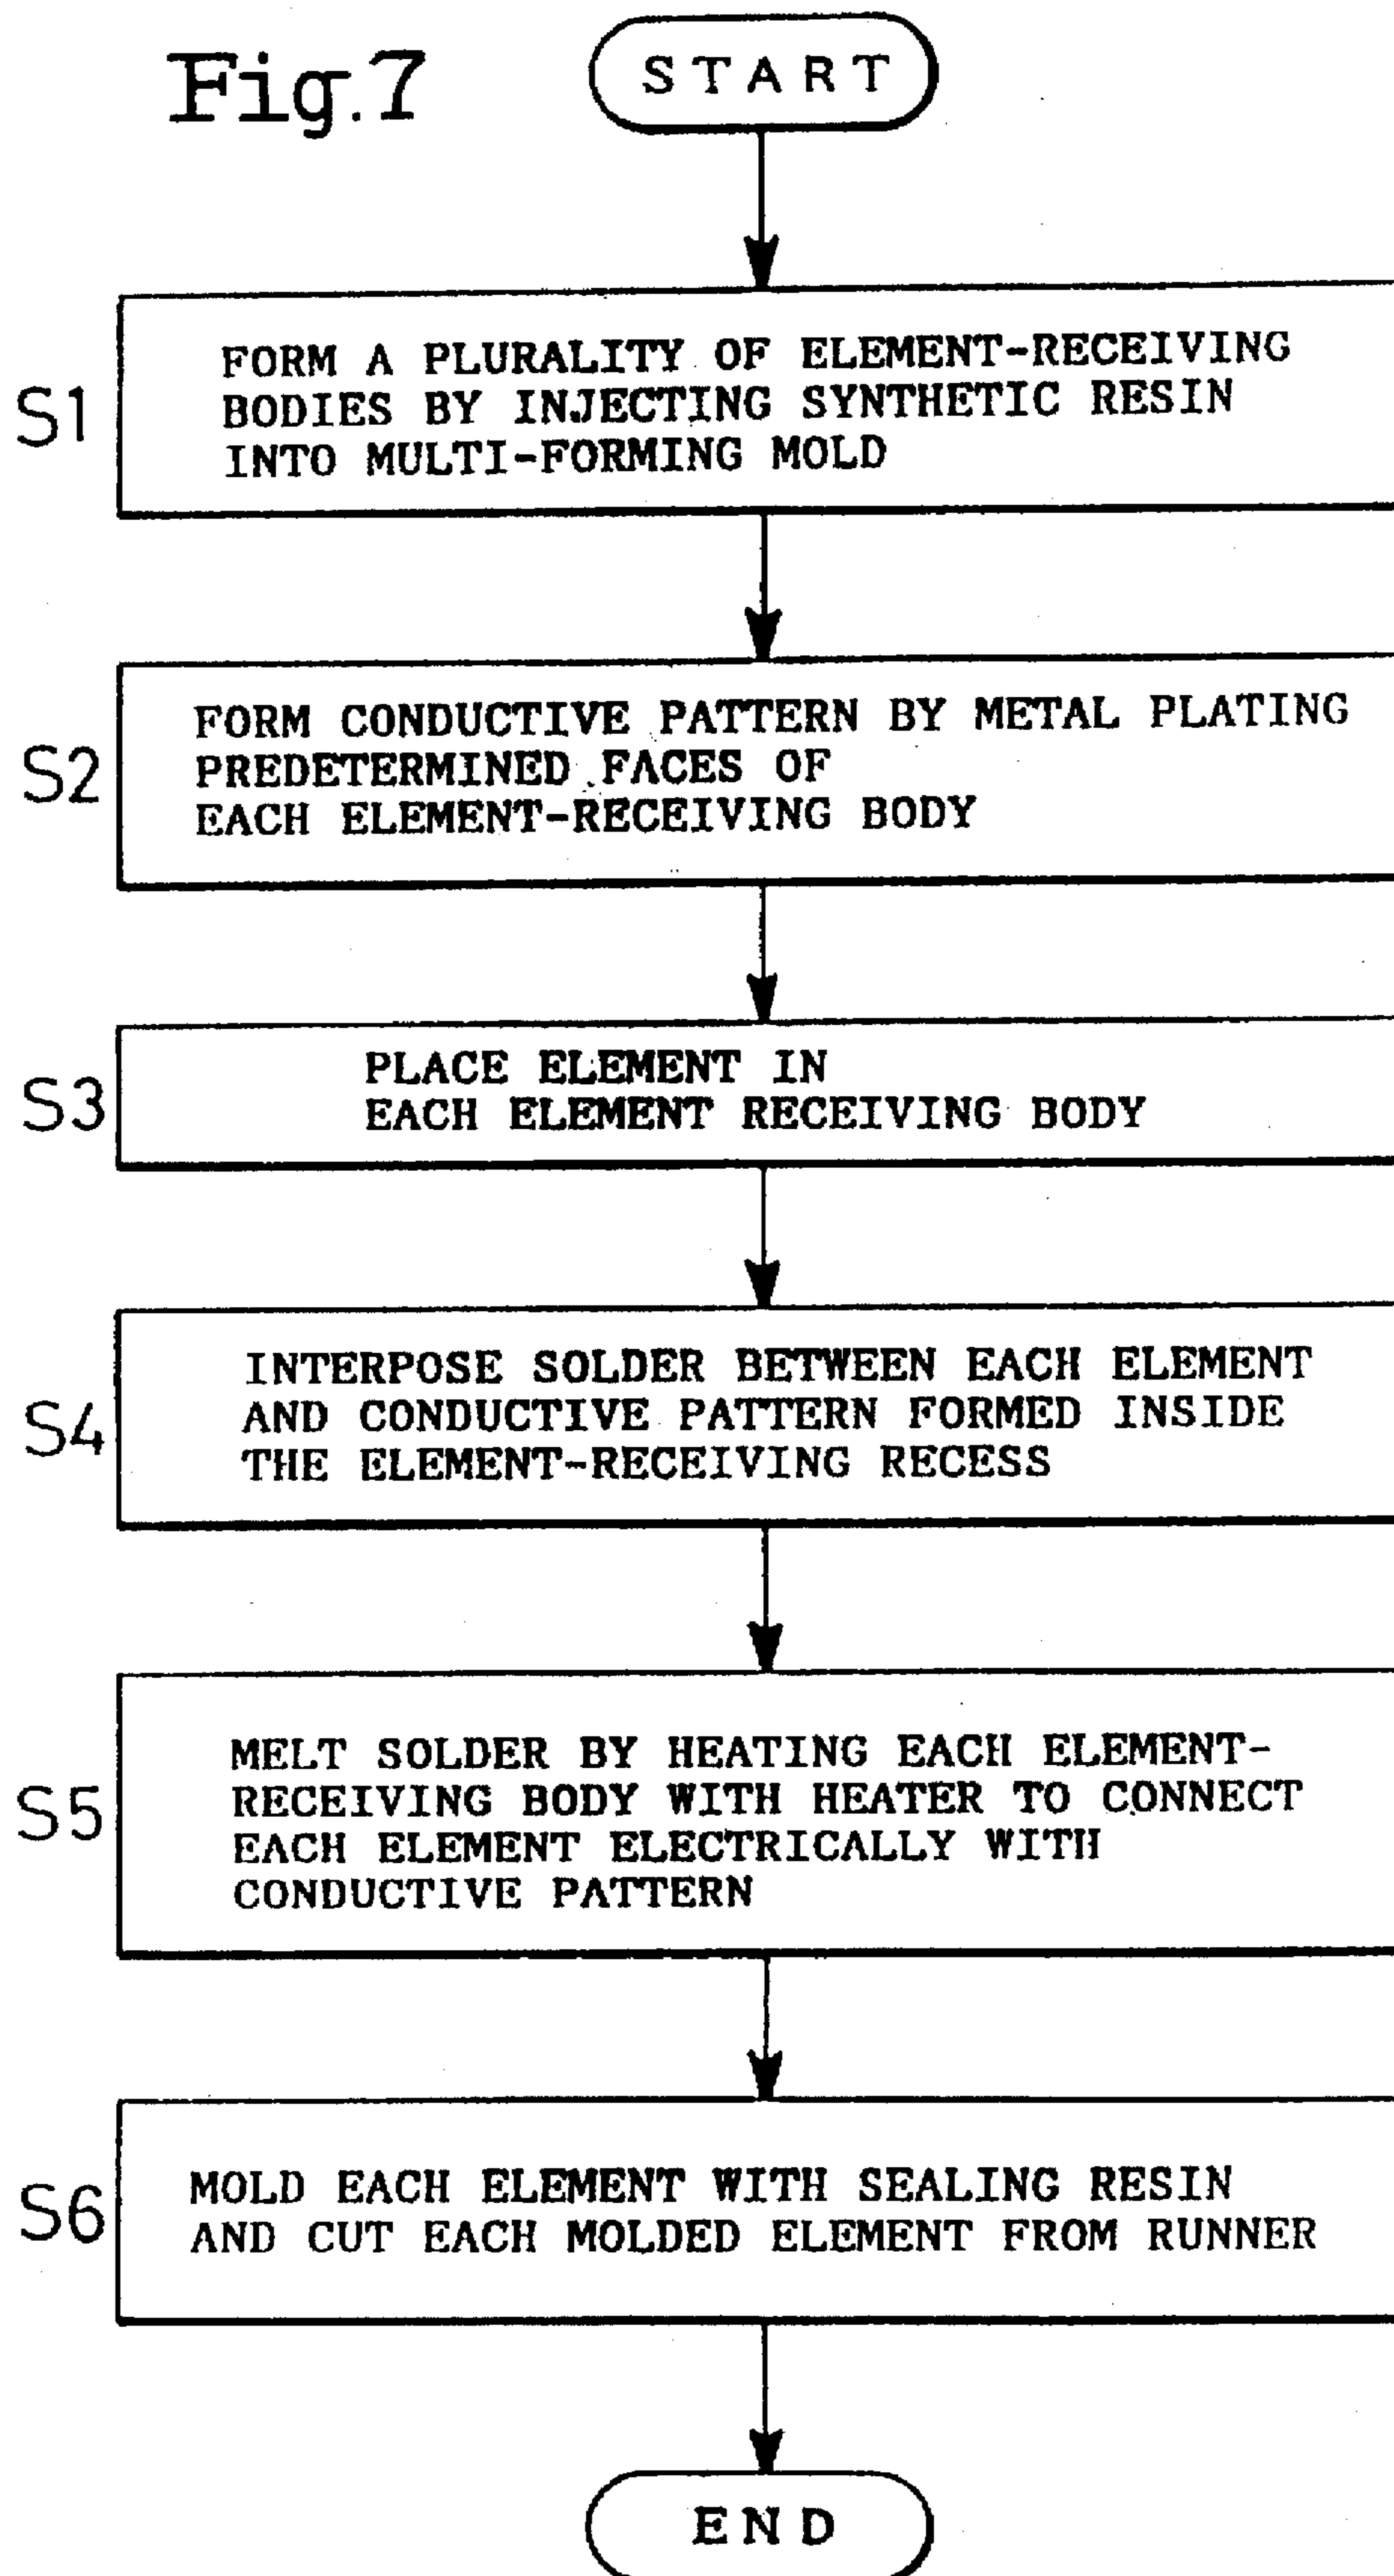 Fig.7
START
S1
FORM A PLURALITY OF ELEMENT-RECEIVING
BODIES BY INJECTING SYNTHETIC RESIN
INTO MULTI-FORMING MOLD
S2
FORM CONDUCTIVE PATTERN BY METAL PLATING
PREDETERMINED FACES OF
EACH ELEMENT-RECEIVING BODY
S3
PLACE ELEMENT IN
EACH ELEMENT RECEIVING BODY
S4
INTERPOSE SOLDER BETWEEN EACH ELEMENT
AND CONDUCTIVE PATTERN FORMED INSIDE
THE ELEMENT-RECEIVING RECESS
S5
MELT SOLDER BY HEATING EACH ELEMENT-
RECEIVING BODY WITH HEATER TO CONNECT
EACH ELEMENT ELECTRICALLY WITH
CONDUCTIVE PATTERN
S6
MOLD EACH ELEMENT WITH SEALING RESIN
AND CUT EACH MOLDED ELEMENT FROM RUNNER
END